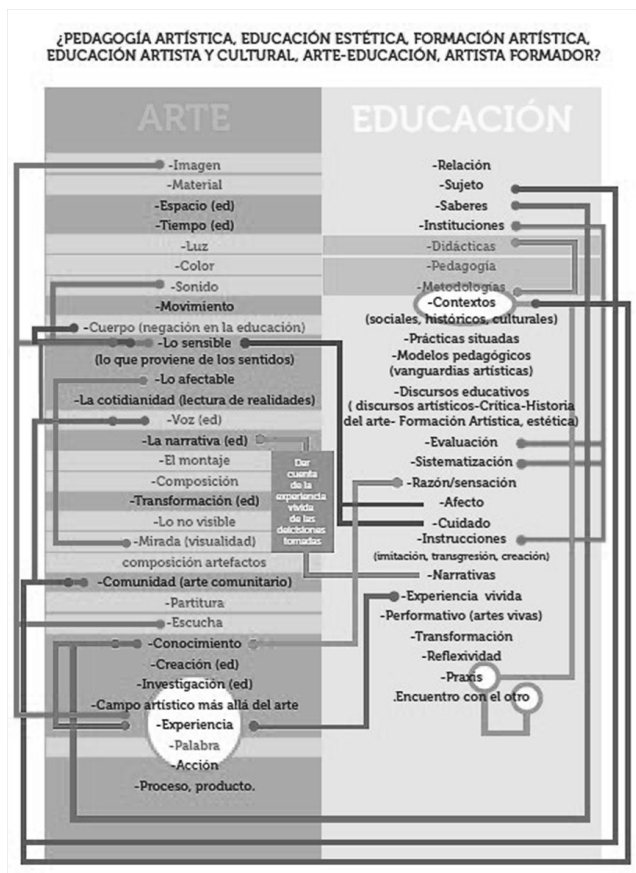 ¿PEDAGOGÍA ARTÍSTICA, EDUCACIÓN ESTÉTICA, FORMACIÓN ARTÍSTICA,
EDUCACIÓN ARTISTA Y CULTURAL, ARTE-EDUCACIÓN, ARTISTA FORMADOR?
ARTE
-Imagen
-Material
-Espacio (ed)
-Tiempo (ed)
-Luz
-Color
-Sonido
-Movimiento
-Cuerpo (negación en la educación)
-Lo sensible
(lo que proviene de los sentidos)
-Lo afectable
-La cotidianidad (lectura de realidades)
-Voz (ed)
-La narrativa (ed)
-El montaje
-Composición
-Transformación (ed)
-Lo no visible
-Mirada (visualidad)
composición artefactos
-Comunidad (arte comunitario)
-Partitura
-Escucha
-Conocimiento
-Creación (ed)
-Investigación (ed)
-Campo artístico más allá del arte
-Experiencia
-Palabra
-Acción
-Proceso, producto.
Dar
cuenta
de la
experiencia
vivida
de las
deicisiones
tomadas
EDUCACIÓN
-Relación
-Sujeto
-Saberes
-Instituciones
-Didácticas
-Pedagogía
-Metodologías
-Contextos
(sociales, históricos, culturales)
-Prácticas situadas
-Modelos pedagógicos
(vanguardias artísticas)
-Discursos educativos
( discursos artísticos-Crítica-Historia
del arte- Formación Artística, estética)
-Evaluación
-Sistematización
-Razón/sensación
-Afecto
-Cuidado
-Instrucciones
(imitación, transgresión, creación)
-Narrativas
-Experiencia vivida
-Performativo (artes vivas)
-Transformación
-Reflexividad
-Praxis
.Encuentro con el otro